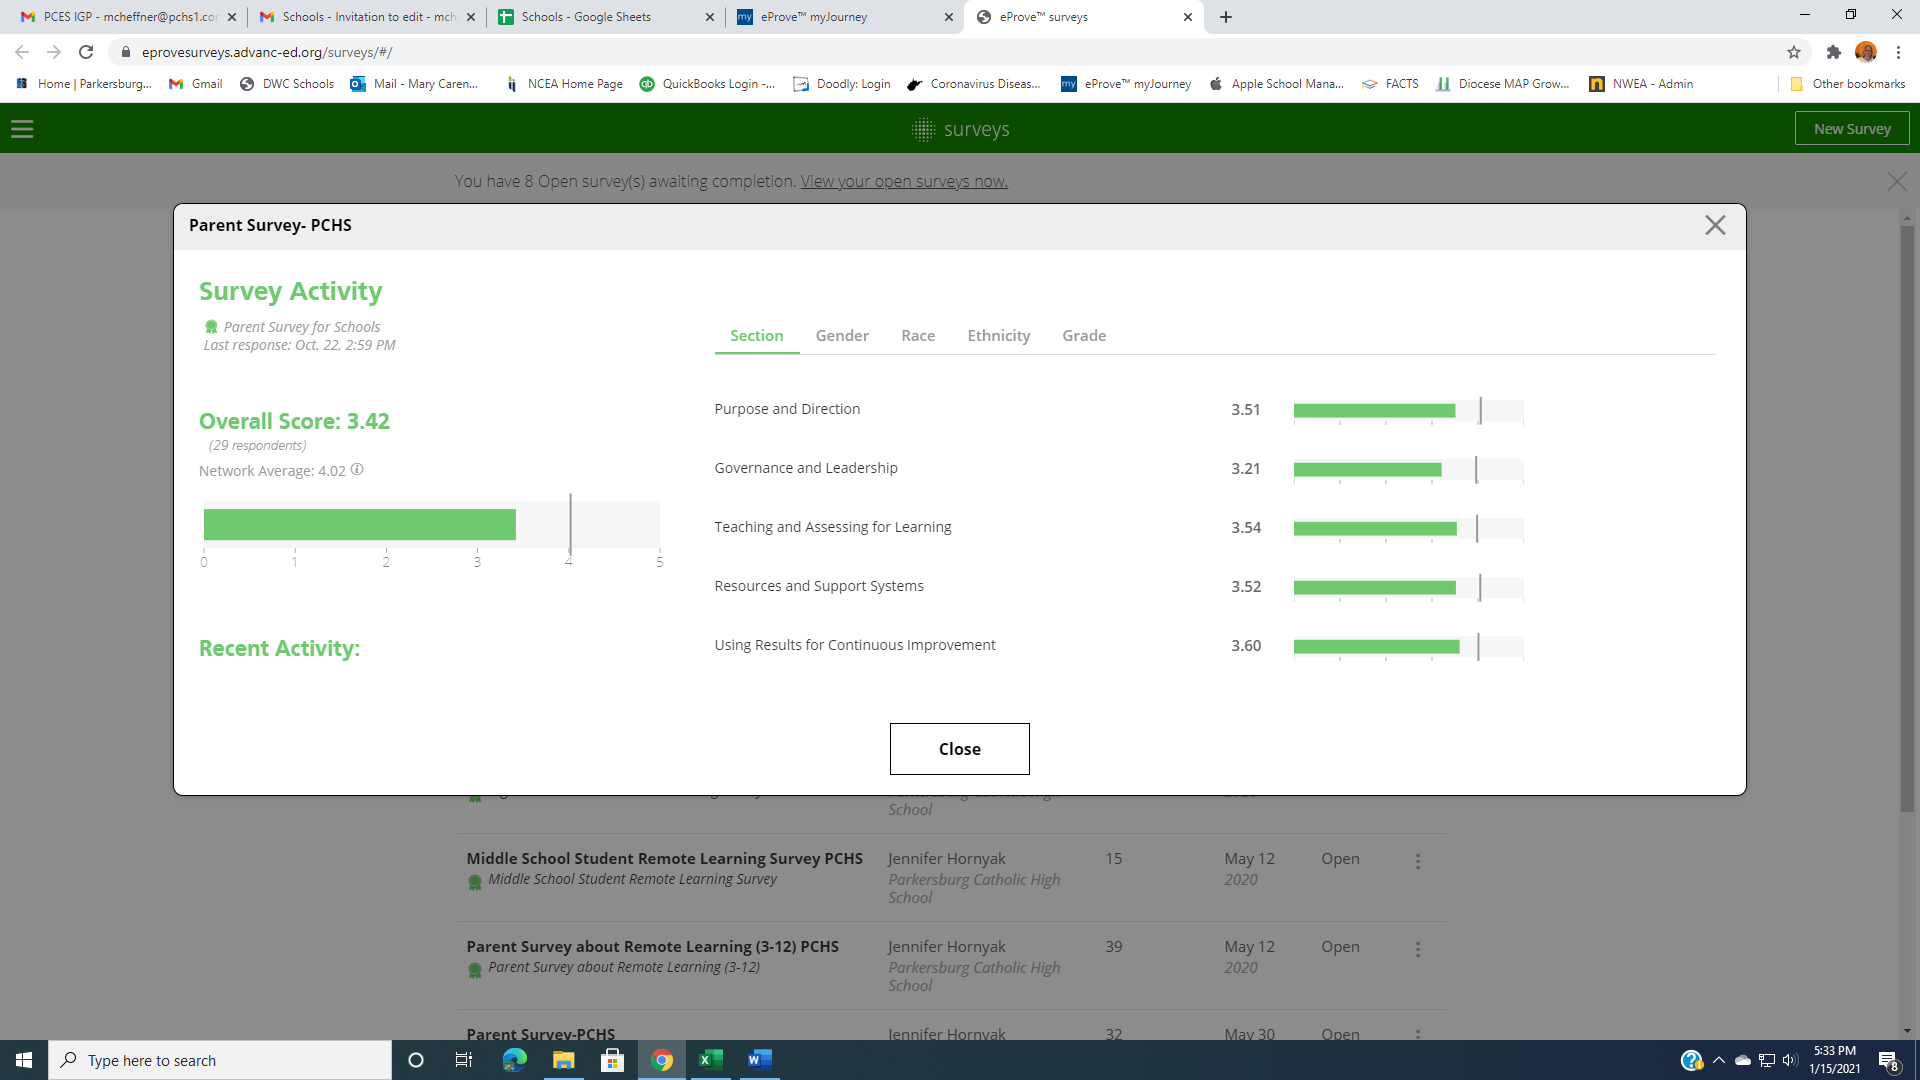 PCES IGP - mcheffner@pchs1.cor
Schools - Invitation to edit - mch
Schools - Google Sheets
my eProve™ myJourney
eProve™ surveys
eprovesurveys.advanc-ed.org/surveys/#/
Home | Parkersburg...
Gmail
DWC Schools
Mail - Mary Caren...
NCEA Home Page
QuickBooks Login -...
Doodly: Login
Coronavirus Diseas...
my eProve™ myJourney
Apple School Mana...
FACTS
Diocese MAP Grow...
NWEA - Admin
Other bookmarks
surveys
New Survey
You have 8 Open survey(s) awaiting completion. View your open surveys now.
Parent Survey- PCHS
Survey Activity
Parent Survey for Schools
Last response: Oct. 22, 2:59 PM
Overall Score: 3.42
(29 respondents)
Network Average: 4.02
0 1 2 3 4 5
Recent Activity:
Section Gender Race Ethnicity Grade
Purpose and Direction 3.51
Governance and Leadership 3.21
Teaching and Assessing for Learning 3.54
Resources and Support Systems 3.52
Using Results for Continuous Improvement 3.60
Close
School
Middle School Student Remote Learning Survey PCHS Jennifer Hornyak 15 May 12 Open
Middle School Student Remote Learning Survey Parkersburg Catholic High 2020
School
Parent Survey about Remote Learning (3-12) PCHS Jennifer Hornyak 39 May 12 Open
Parent Survey about Remote Learning (3-12) Parkersburg Catholic High 2020
School
Parent Survey-PCHS Jennifer Hornyak 32 May 30 Open
Type here to search
5:33 PM
1/15/2021
8